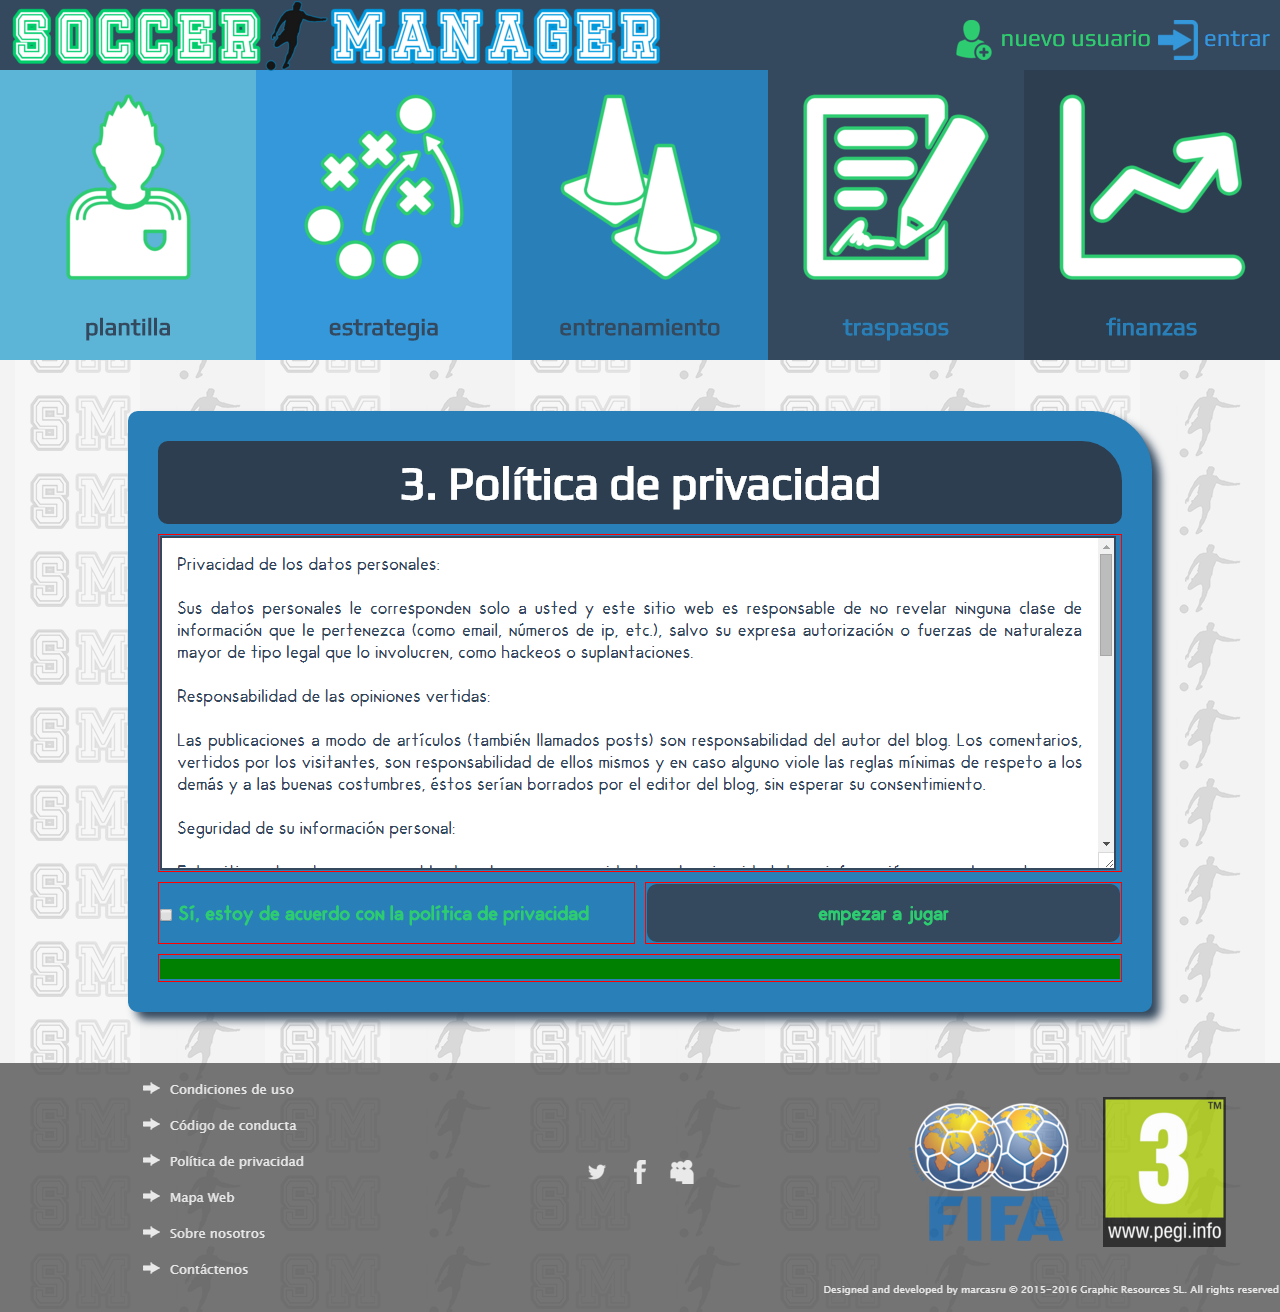 SOCCER MANAGER
nuevo usuario entrar
plantilla
estrategia
entrenamiento
traspasos
finanzas
3. Política de privacidad
Privacidad de los datos personales:
Sus datos personales le corresponden solo a usted y este sitio web es responsable de no revelar ninguna clase de
información que le pertenezca (como email, números de ip, etc.), salvo su expresa autorización o fuerzas de naturaleza
mayor de tipo legal que lo involucren, como hackeos o suplantaciones.
Responsabilidad de las opiniones vertidas:
Las publicaciones a modo de artículos (también llamados posts) son responsabilidad del autor del blog. Los comentarios,
vertidos por los visitantes, son responsabilidad de ellos mismos y en caso alguno viole las reglas mínimas de respeto a los
demás y a las buenas costumbres, éstos serían borrados por el editor del blog, sin esperar su consentimiento.
Seguridad de su información personal:
Sí, estoy de acuerdo con la política de privacidad
empezar a jugar
Condiciones de uso
Código de conducta
Política de privacidad
Mapa Web
Sobre nosotros
Contáctenos
FIFA
3 TM
www.pegi.info
Designed and developed by marcasru © 2015-2016 Graphic Resources SL. All rights reserved